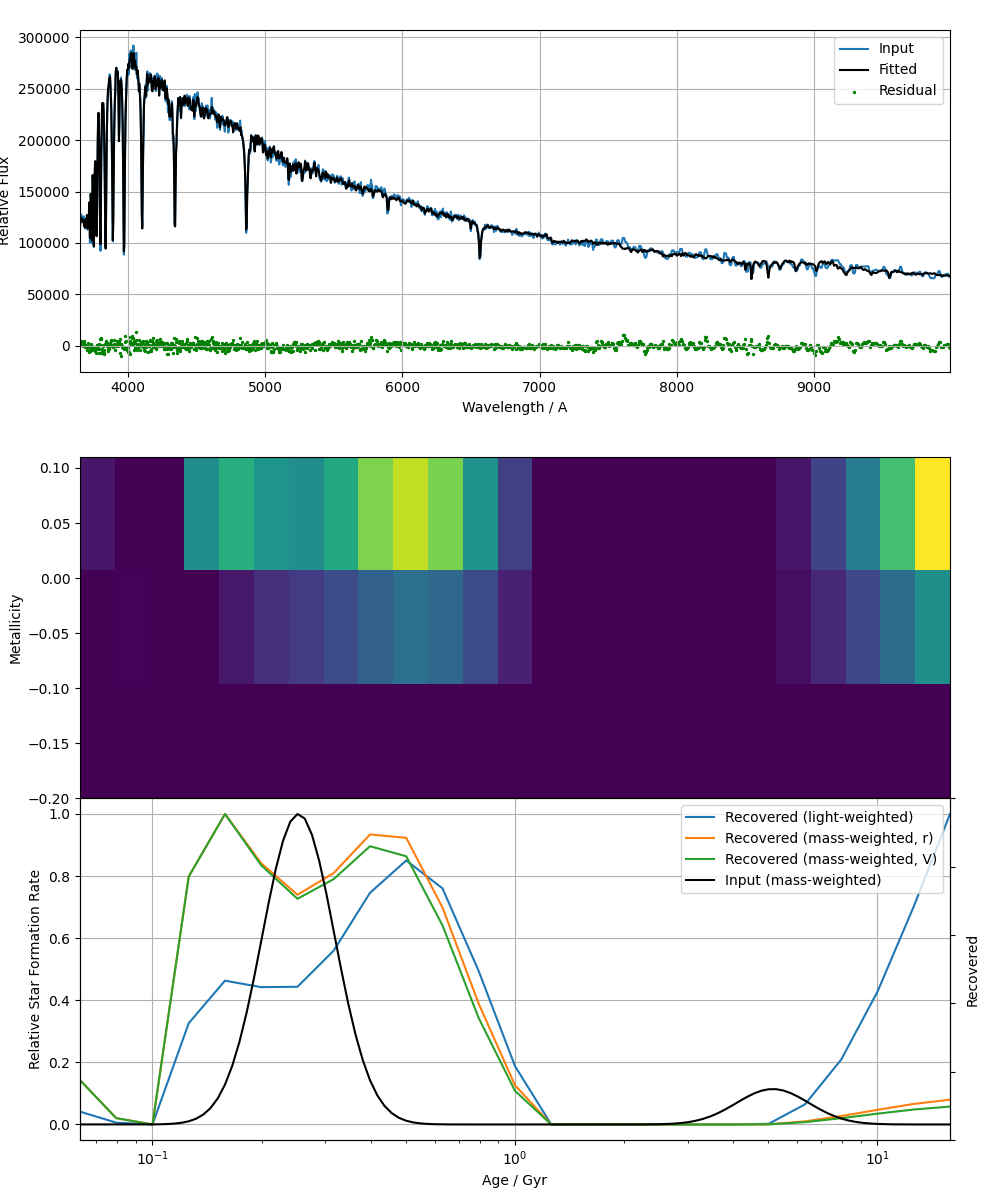 300000
250000
200000
150000
100000
50000
0
Relative Flux
Input
Fitted
Residual
4000 5000 6000 7000 8000 9000
Wavelength / A
0.10
0.05
0.00
−0.05
−0.10
−0.15
−0.20
Metallicity
1.0
0.8
0.6
0.4
0.2
0.0
Relative Star Formation Rate
Recovered (light-weighted)
Recovered (mass-weighted, r)
Recovered (mass-weighted, V)
Input (mass-weighted)
Recovered
10⁻¹ 10⁰ 10¹
Age / Gyr